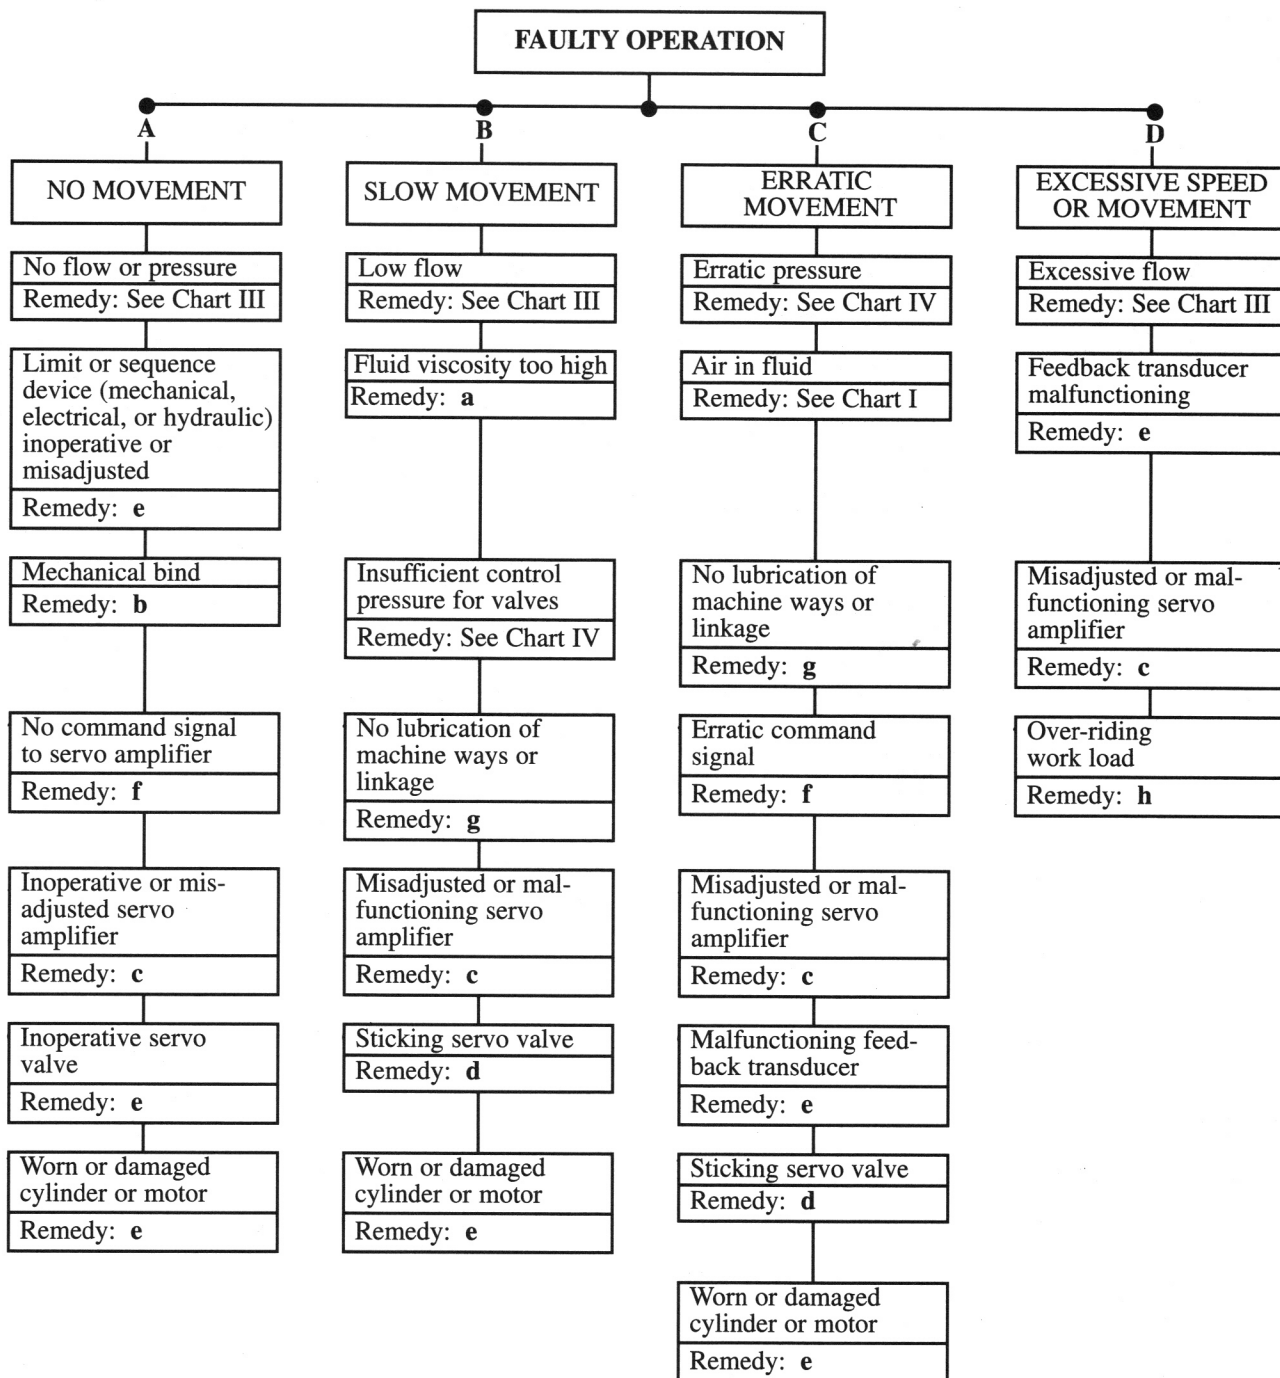 FAULTY OPERATION
A
NO MOVEMENT
No flow or pressure
Remedy: See Chart III
Limit or sequence
device (mechanical,
electrical, or hydraulic)
inoperative or
misadjusted
Remedy: e
Mechanical bind
Remedy: b
No command signal
to servo amplifier
Remedy: f
Inoperative or mis-
adjusted servo
amplifier
Remedy: c
Inoperative servo
valve
Remedy: e
Worn or damaged
cylinder or motor
Remedy: e
B
SLOW MOVEMENT
Low flow
Remedy: See Chart III
Fluid viscosity too high
Remedy: a
Insufficient control
pressure for valves
Remedy: See Chart IV
No lubrication of
machine ways or
linkage
Remedy: g
Misadjusted or mal-
functioning servo
amplifier
Remedy: c
Sticking servo valve
Remedy: d
Worn or damaged
cylinder or motor
Remedy: e
C
ERRATIC
MOVEMENT
Erratic pressure
Remedy: See Chart IV
Air in fluid
Remedy: See Chart I
No lubrication of
machine ways or
linkage
Remedy: g
Erratic command
signal
Remedy: f
Misadjusted or mal-
functioning servo
amplifier
Remedy: c
Malfunctioning feed-
back transducer
Remedy: e
Sticking servo valve
Remedy: d
Worn or damaged
cylinder or motor
Remedy: e
D
EXCESSIVE SPEED
OR MOVEMENT
Excessive flow
Remedy: See Chart III
Feedback transducer
malfunctioning
Remedy: e
Misadjusted or mal-
functioning servo
amplifier
Remedy: c
Over-riding
work load
Remedy: h